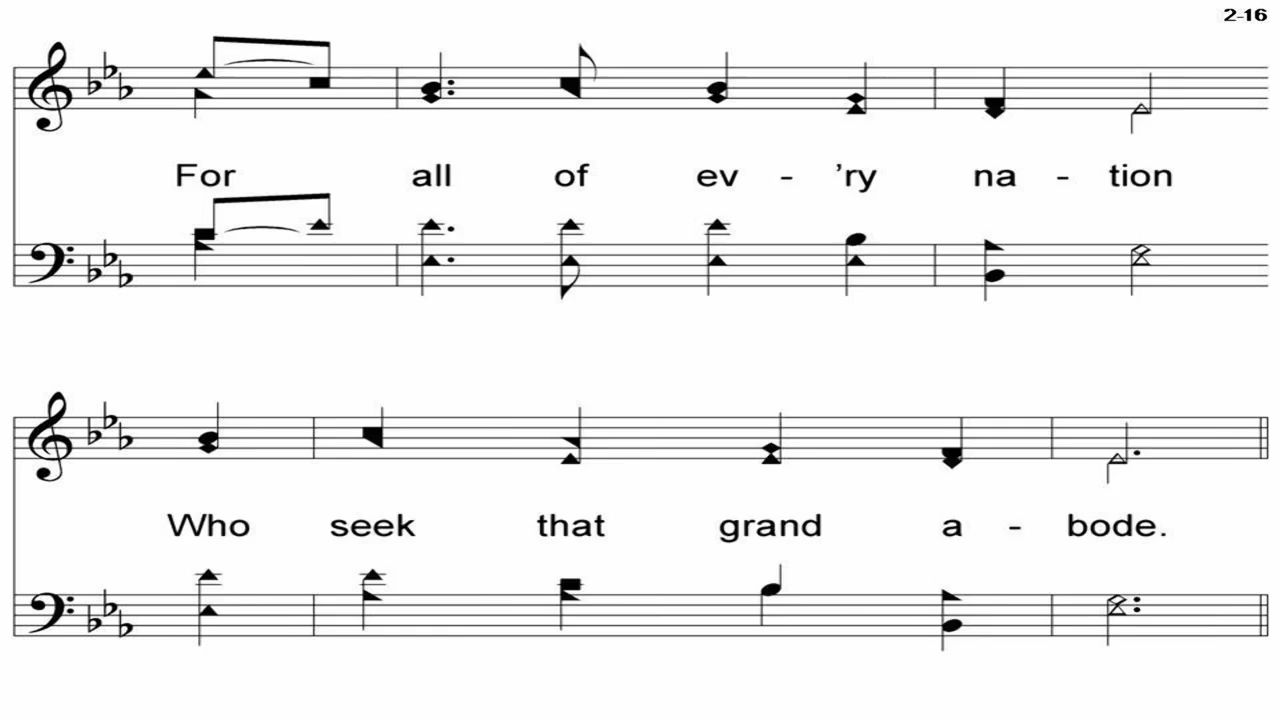 2-16
For all of ev - ’ry na - tion
Who seek that grand a - bode.